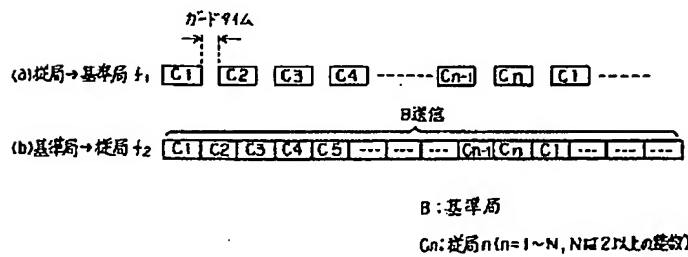 ガードタイム
(a)従局→基準局 f₁ C1 C2 C3 C4 ------ Cn-1 Cn C1 -----
B送信
(b)基準局→従局 f₂ C1 C2 C3 C4 C5 --- --- --- Cn-1 Cn C1 --- --- ---
B:基準局
Cn:従局n(n=1~N,Nは2以上の整数)